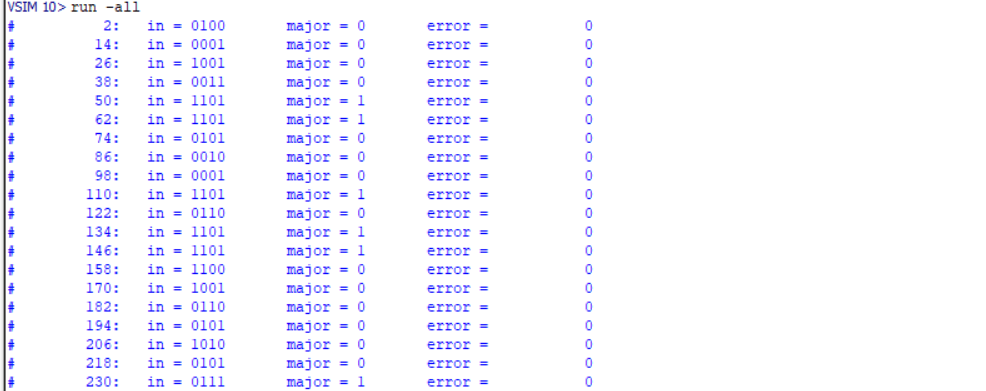 VSIM 10> run -all
# 2: in = 0100 major = 0 error = 0
# 14: in = 0001 major = 0 error = 0
# 26: in = 1001 major = 0 error = 0
# 38: in = 0011 major = 0 error = 0
# 50: in = 1101 major = 1 error = 0
# 62: in = 1101 major = 1 error = 0
# 74: in = 0101 major = 0 error = 0
# 86: in = 0010 major = 0 error = 0
# 98: in = 0001 major = 0 error = 0
# 110: in = 1101 major = 1 error = 0
# 122: in = 0110 major = 0 error = 0
# 134: in = 1101 major = 1 error = 0
# 146: in = 1101 major = 1 error = 0
# 158: in = 1100 major = 0 error = 0
# 170: in = 1001 major = 0 error = 0
# 182: in = 0110 major = 0 error = 0
# 194: in = 0101 major = 0 error = 0
# 206: in = 1010 major = 0 error = 0
# 218: in = 0101 major = 0 error = 0
# 230: in = 0111 major = 1 error = 0